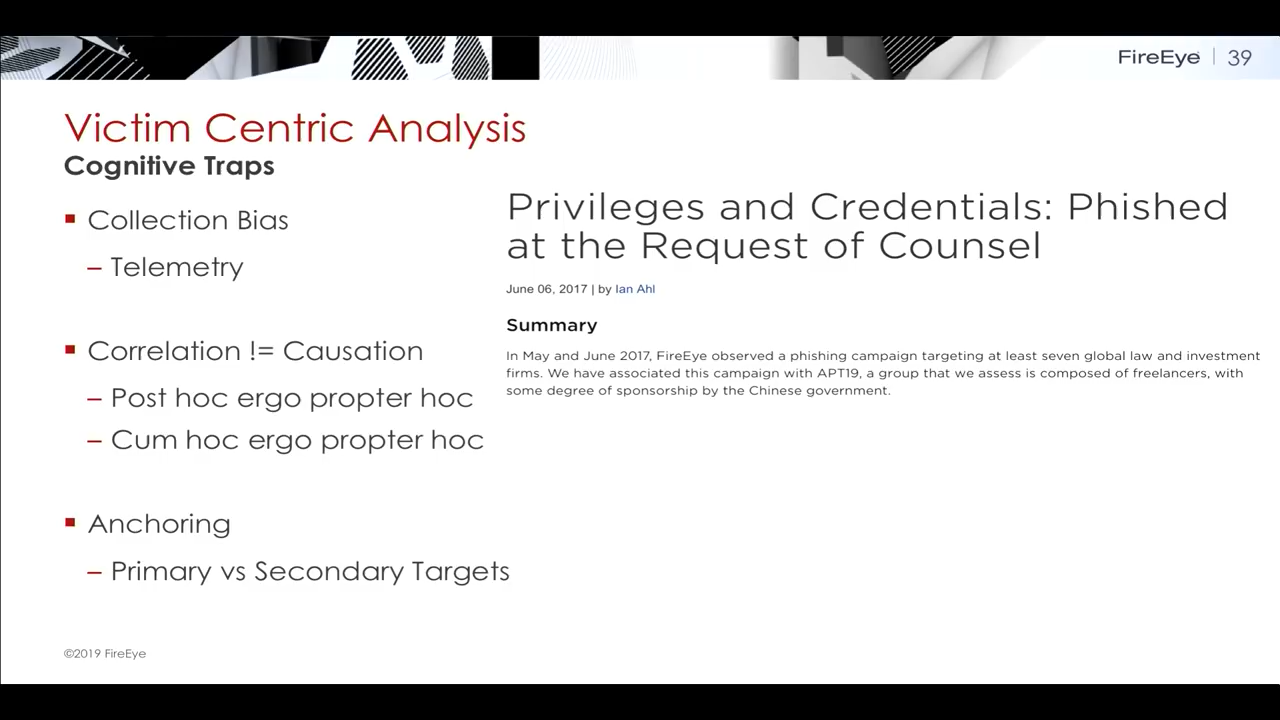 FireEye | 39
Victim Centric Analysis
Cognitive Traps
▪ Collection Bias
– Telemetry
▪ Correlation != Causation
– Post hoc ergo propter hoc
– Cum hoc ergo propter hoc
▪ Anchoring
– Primary vs Secondary Targets
Privileges and Credentials: Phished
at the Request of Counsel
June 06, 2017 | by Ian Ahl
Summary
In May and June 2017, FireEye observed a phishing campaign targeting at least seven global law and investment
firms. We have associated this campaign with APT19, a group that we assess is composed of freelancers, with
some degree of sponsorship by the Chinese government.
©2019 FireEye